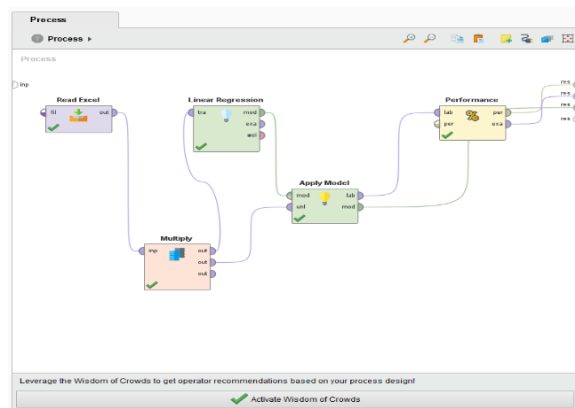 Process
Process
Process
inp
res
res
res
res
Read Excel
fil
out
Linear Regression
tra
mod
exa
wei
Performance
lab
per
per
exa
Apply Model
mod
lab
unl
mod
Multiply
inp
out
out
out
Leverage the Wisdom of Crowds to get operator recommendations based on your process design!
Activate Wisdom of Crowds